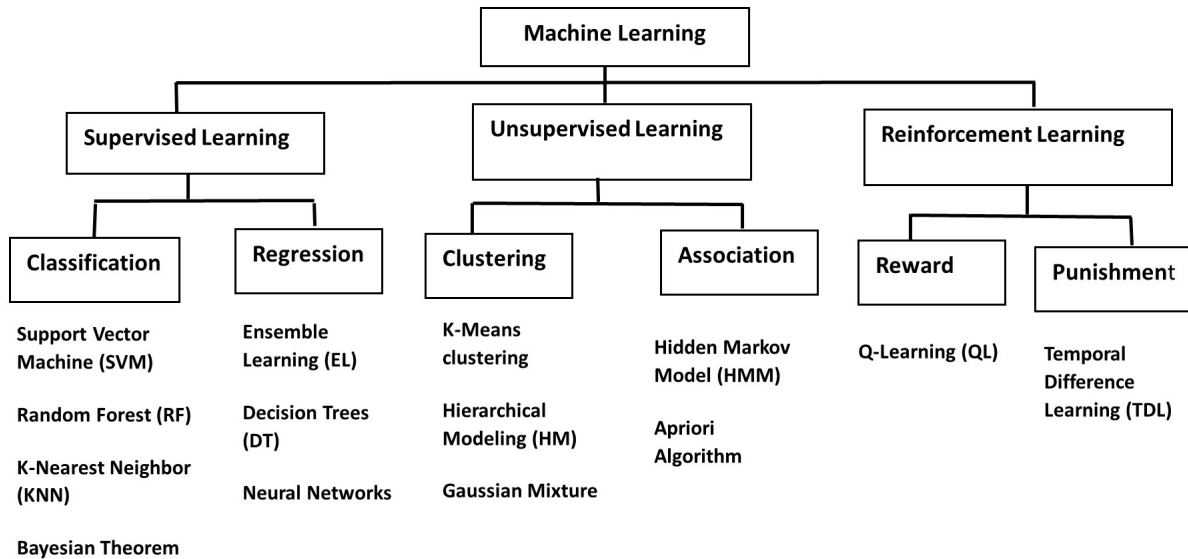 Machine Learning
Supervised Learning
Unsupervised Learning
Reinforcement Learning
Classification
Regression
Clustering
Association
Reward
Punishment
Support Vector
Machine (SVM)
Random Forest (RF)
K-Nearest Neighbor
(KNN)
Bayesian Theorem
Ensemble
Learning (EL)
Decision Trees
(DT)
Neural Networks
K-Means
clustering
Hierarchical
Modeling (HM)
Gaussian Mixture
Hidden Markov
Model (HMM)
Apriori
Algorithm
Q-Learning (QL)
Temporal
Difference
Learning (TDL)